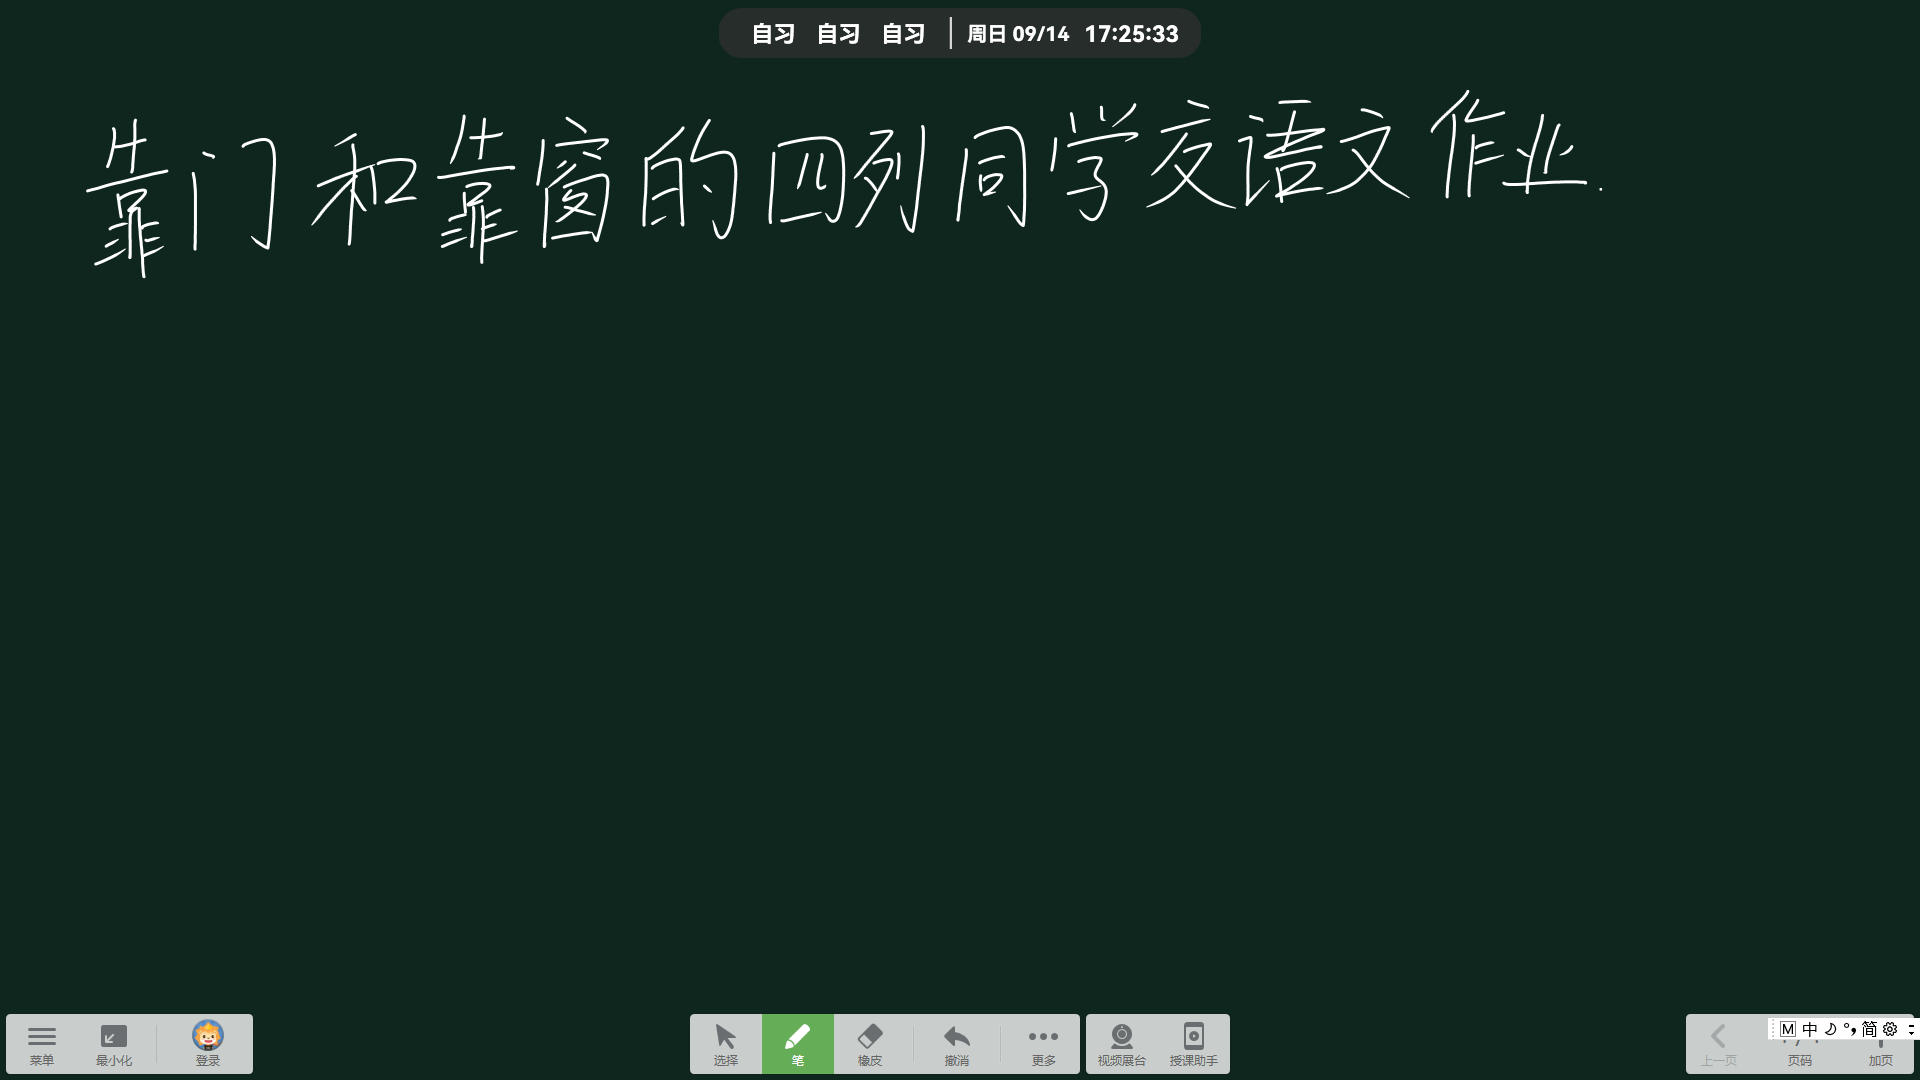 自习 自习 自习 周日 09/14 17:25:33
靠门和靠窗的四列同学交语文作业.
菜单 最小化 登录 选择 笔 橡皮 撤消 更多 视频展台 授课助手 上一页 页码 加页
M 中 简